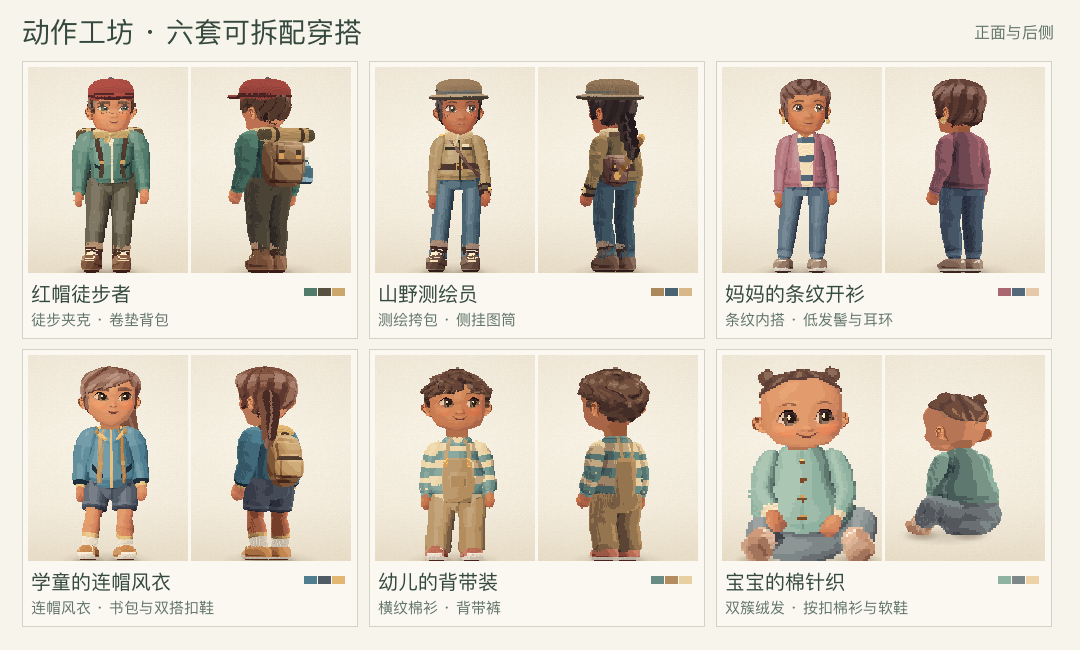 动作工坊 · 六套可拆配穿搭
正面与后侧
红帽徒步者
徒步夹克 · 卷垫背包
山野测绘员
测绘挎包 · 侧挂图筒
妈妈的条纹开衫
条纹内搭 · 低发髻与耳环
学童的连帽风衣
连帽风衣 · 书包与双搭扣鞋
幼儿的背带装
横纹棉衫 · 背带裤
宝宝的棉针织
双簇绒发 · 按扣棉衫与软鞋